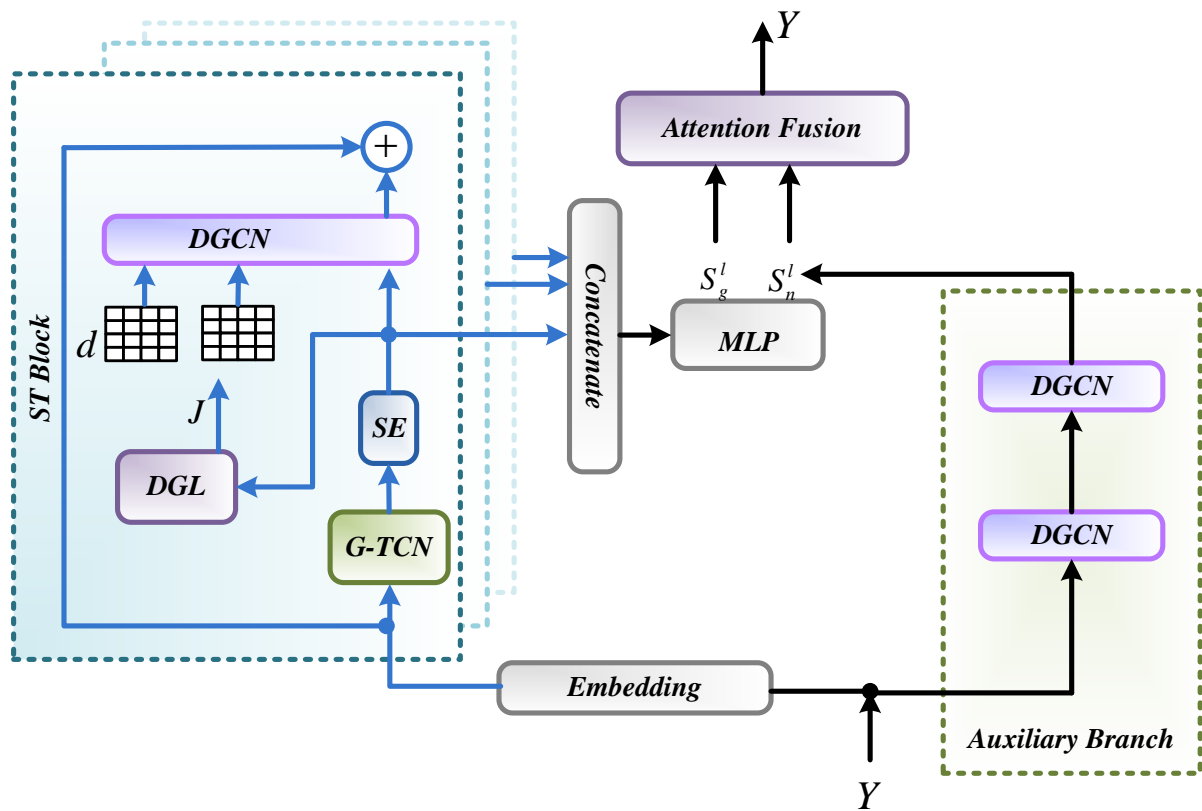 Y
Attention Fusion
+
DGCN
Concatenate
S_g^l
S_n^l
d
ST Block
MLP
DGCN
J
SE
DGL
G-TCN
DGCN
Embedding
Auxiliary Branch
Y